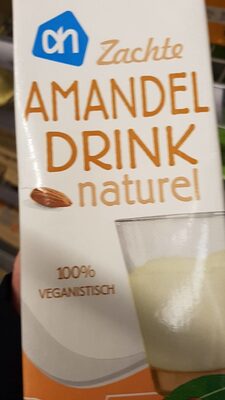 ah
Zachte
AMANDEL
DRINK
naturel
100%
VEGANISTISCH